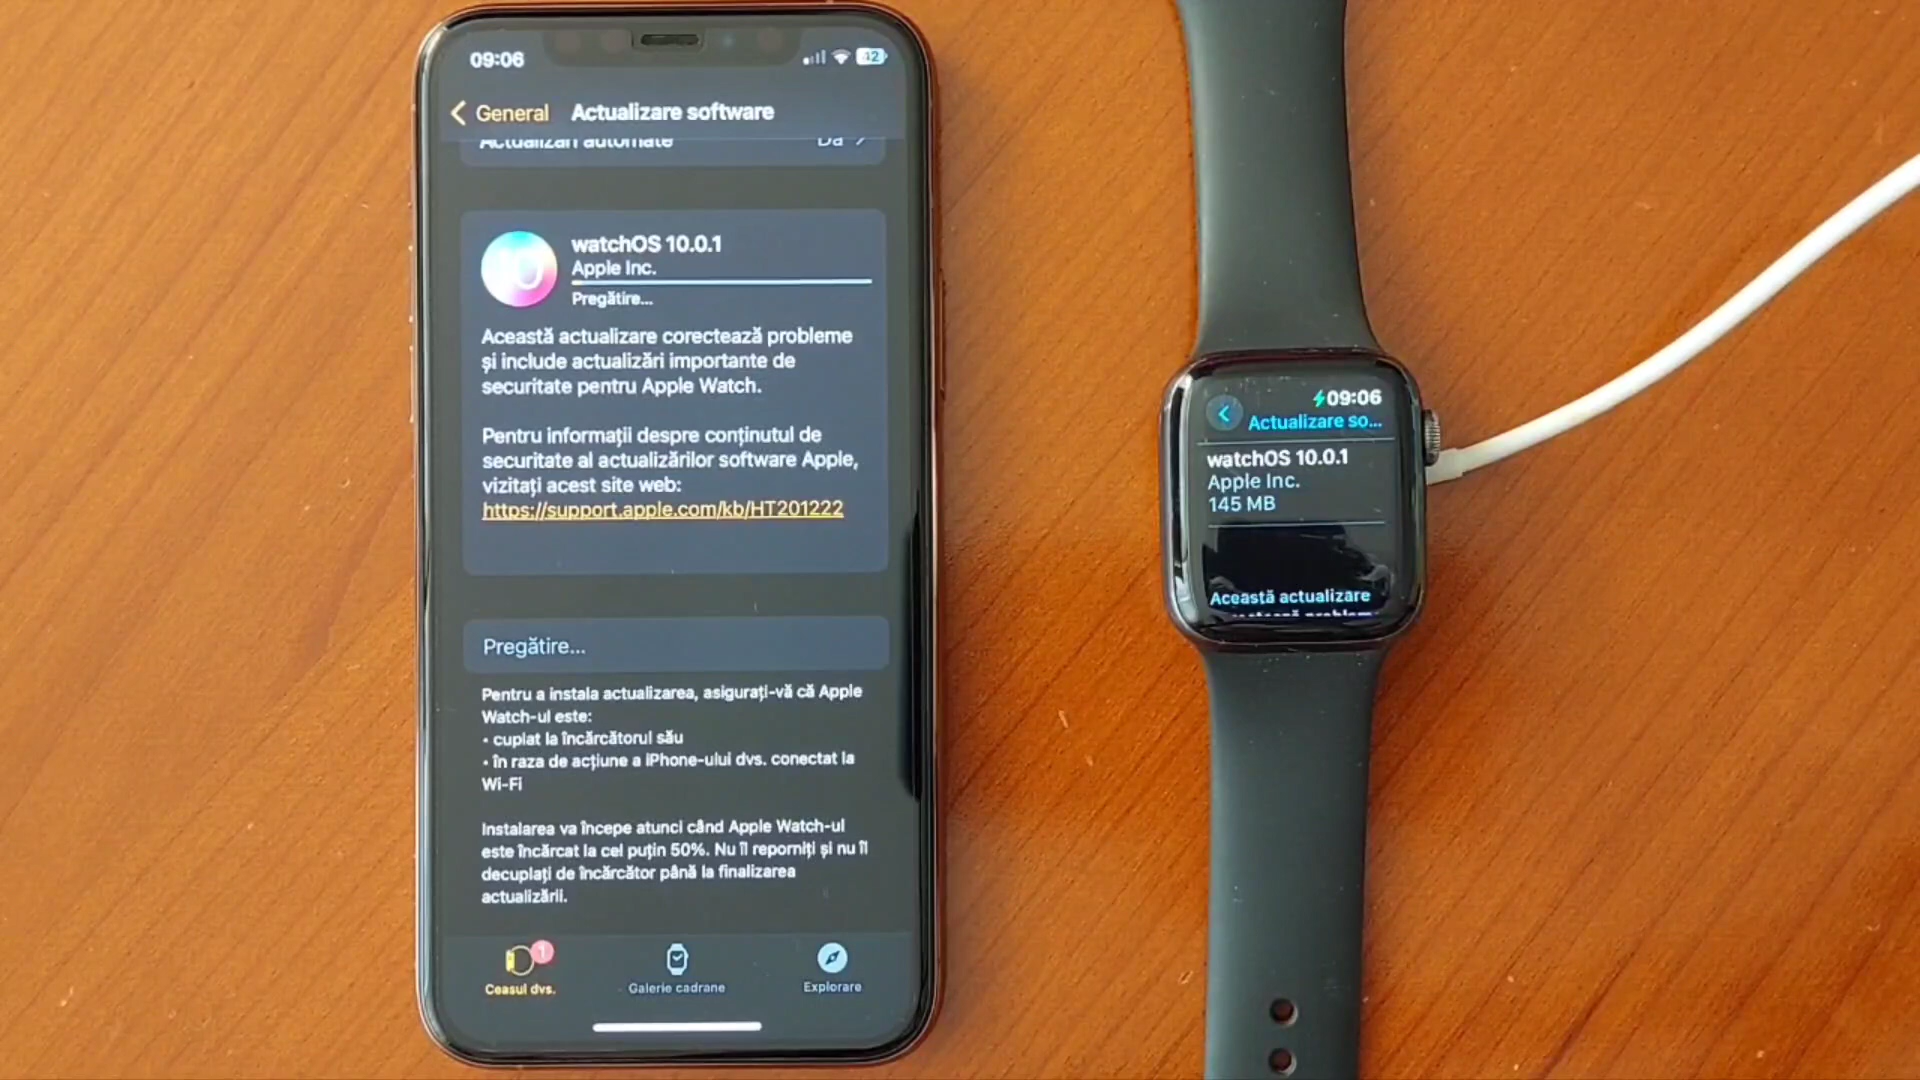 09:06
42
General
Actualizare software
Actualizări automate
Da
watchOS 10.0.1
Apple Inc.
Pregătire...
Această actualizare corectează probleme
și include actualizări importante de
securitate pentru Apple Watch.
Pentru informații despre conținutul de
securitate al actualizărilor software Apple,
vizitați acest site web:
https://support.apple.com/kb/HT201222
Pregătire...
Pentru a instala actualizarea, asigurați-vă că Apple
Watch-ul este:
• cuplat la încărcătorul său
• în raza de acțiune a iPhone-ului dvs. conectat la
Wi-Fi
Instalarea va începe atunci când Apple Watch-ul
este încărcat la cel puțin 50%. Nu îl reporniți și nu îl
decuplați de încărcător până la finalizarea
actualizării.
1
Ceasul dvs.
Galerie cadrane
Explorare
09:06
Actualizare so...
watchOS 10.0.1
Apple Inc.
145 MB
Această actualizare